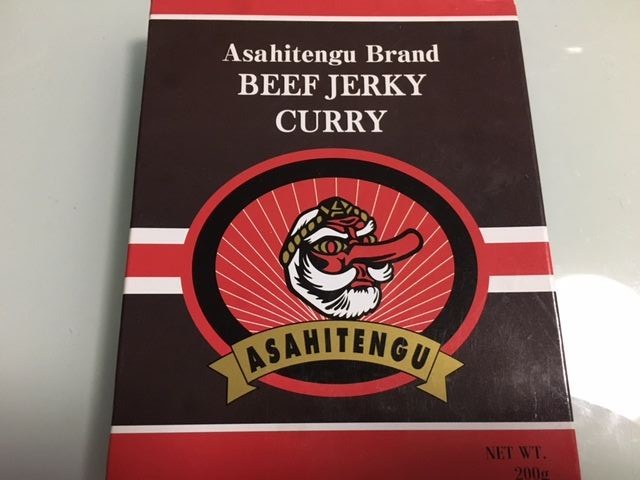 Asahitengu Brand
BEEF JERKY
CURRY
ASAHITENGU
NET WT.
200g